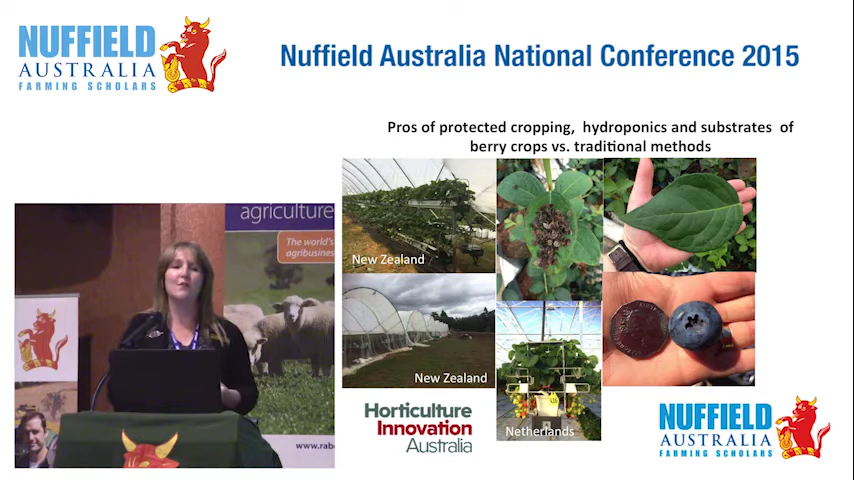 NUFFIELD
AUSTRALIA
FARMING SCHOLARS
Nuffield Australia National Conference 2015
Pros of protected cropping, hydroponics and substrates of
berry crops vs. traditional methods
agriculture
The world's
agribusines
New Zealand
New Zealand
Netherlands
Horticulture
Innovation
Australia
www.rab
NUFFIELD
AUSTRALIA
FARMING SCHOLARS